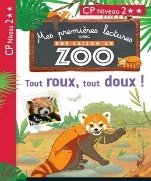 CP Niveau 2 ★★
CP Niveau 2 ★★
Mes premières lectures
avec
UNE SAISON AU
ZOO
Tout roux, tout doux !